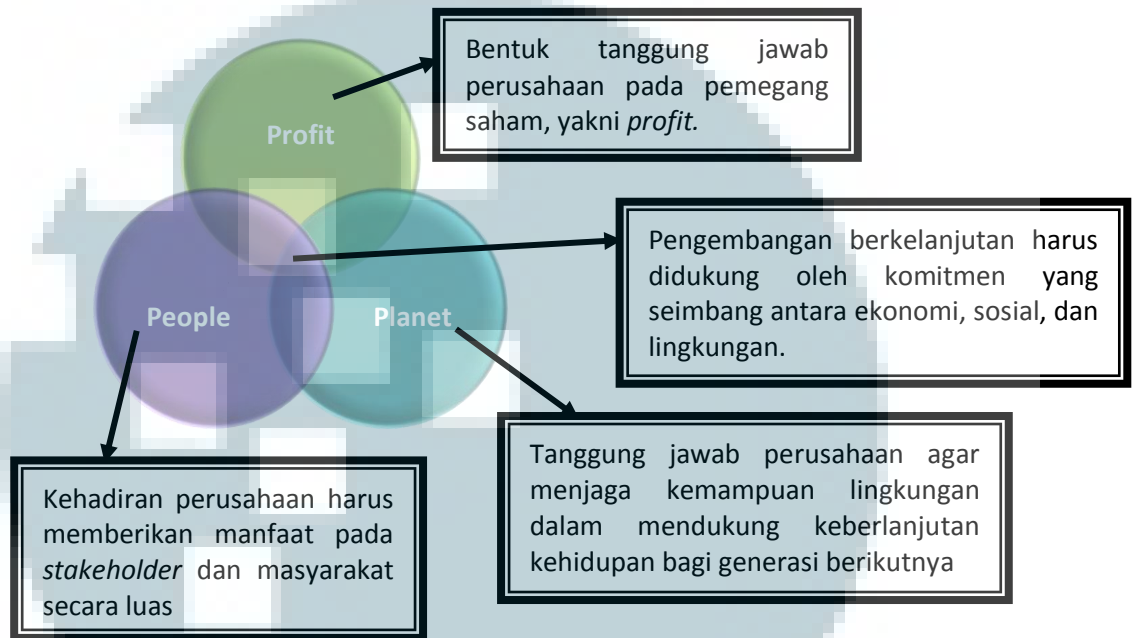 Bentuk tanggung jawab
perusahaan pada pemegang
saham, yakni profit.
Profit
Pengembangan berkelanjutan harus
didukung oleh komitmen yang
seimbang antara ekonomi, sosial, dan
lingkungan.
People
Planet
Tanggung jawab perusahaan agar
menjaga kemampuan lingkungan
dalam mendukung keberlanjutan
kehidupan bagi generasi berikutnya
Kehadiran perusahaan harus
memberikan manfaat pada
stakeholder dan masyarakat
secara luas